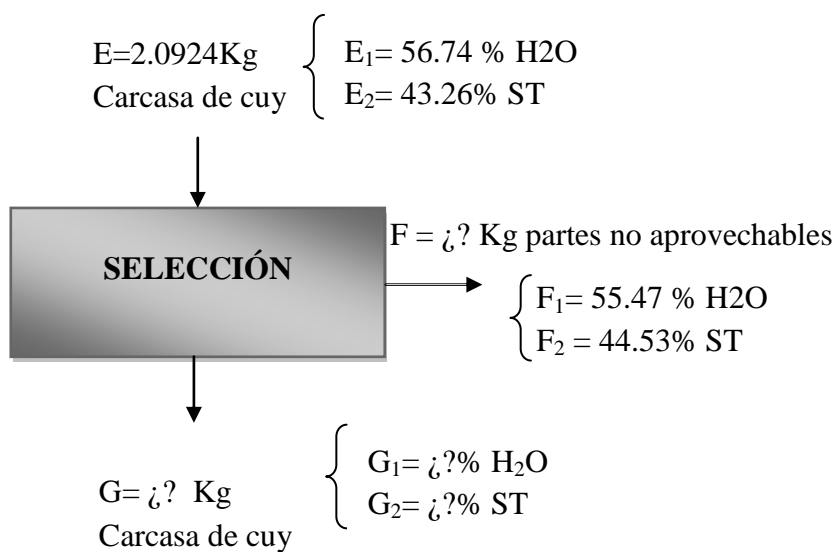 E=2.0924Kg
Carcasa de cuy
E₁= 56.74 % H2O
E₂= 43.26% ST
SELECCIÓN
F = ¿? Kg partes no aprovechables
F₁= 55.47 % H2O
F₂ = 44.53% ST
G= ¿? Kg
Carcasa de cuy
G₁= ¿?% H₂O
G₂= ¿?% ST